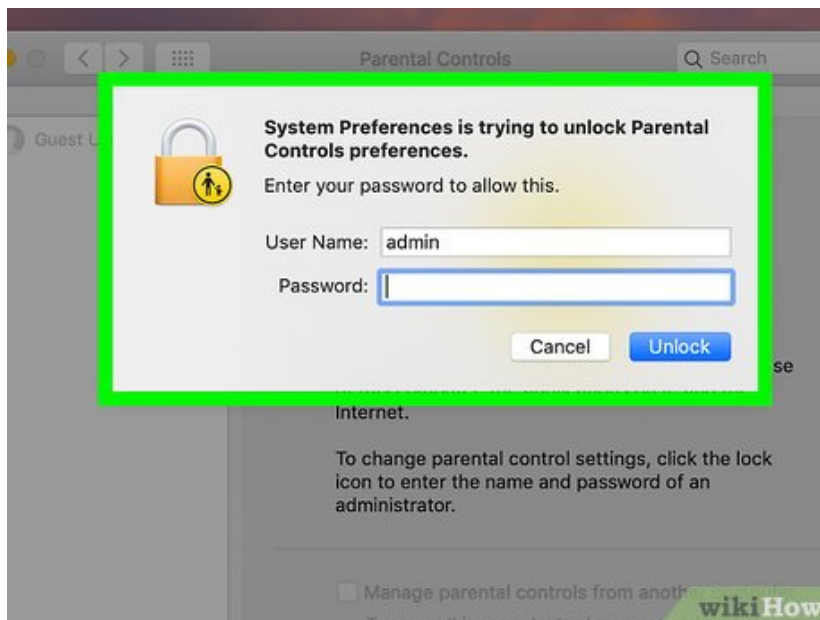 Parental Controls
Search
Guest U
System Preferences is trying to unlock Parental
Controls preferences.
Enter your password to allow this.
User Name: admin
Password:
Cancel
Unlock
se
Internet.
To change parental control settings, click the lock
icon to enter the name and password of an
administrator.
Manage parental controls from another
wikiHow